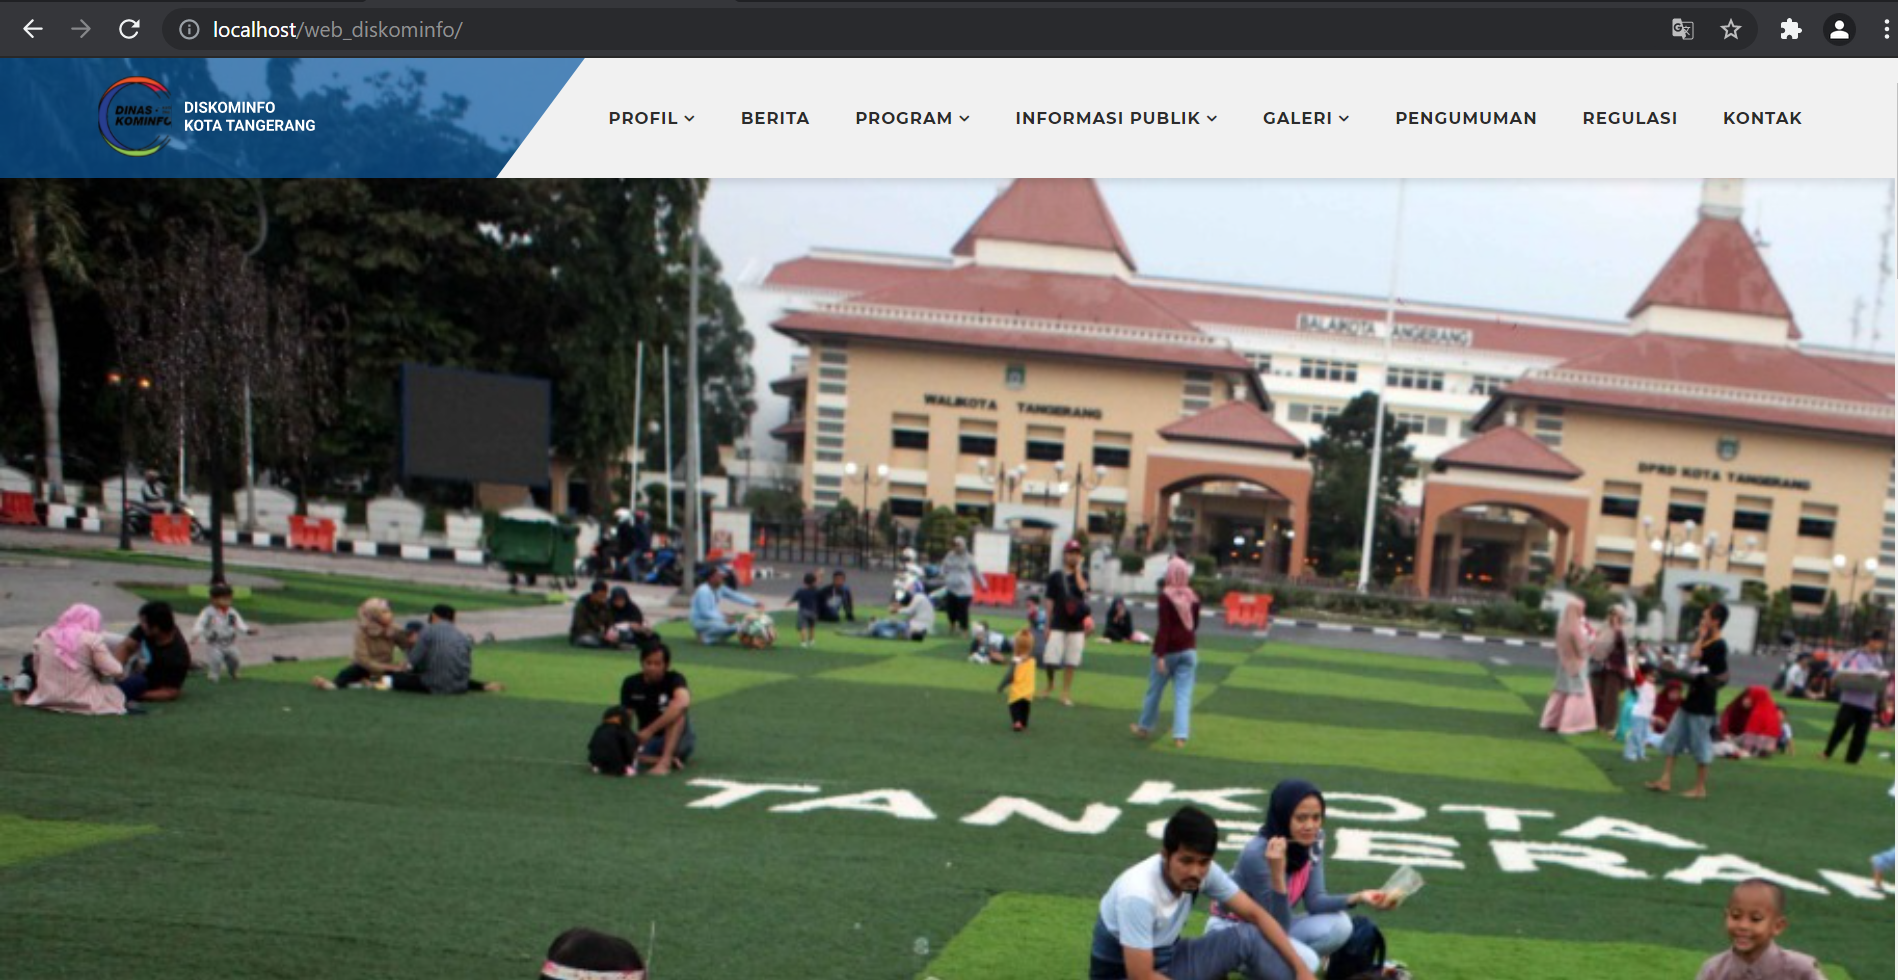 localhost/web_diskominfo/
DINAS
KOMINFO
DISKOMINFO
KOTA TANGERANG
PROFIL
BERITA
PROGRAM
INFORMASI PUBLIK
GALERI
PENGUMUMAN
REGULASI
KONTAK
BALAIKOTA TANGERANG
WALIKOTA TANGERANG
DPRD KOTA TANGERANG
KOTA
TANGERAN